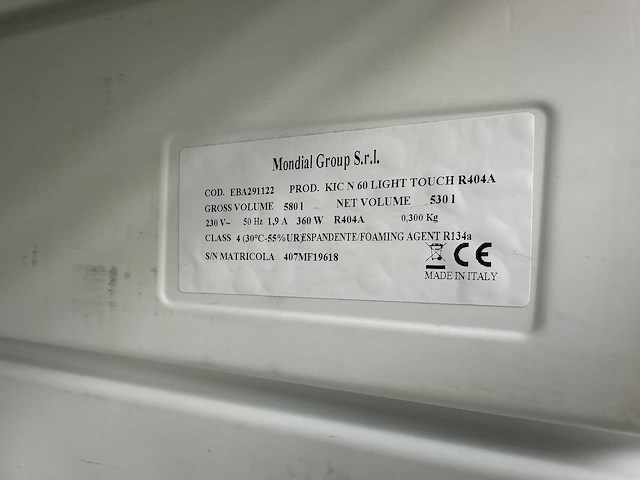 Mondial Group S.r.l.
COD. EBA291122 PROD. KIC N 60 LIGHT TOUCH R404A
GROSS VOLUME 580 l NET VOLUME 530 l
230 V~ 50 Hz 1,9 A 360 W R404A 0,300 Kg
CLASS 4 (30°C-55%UR)ESPANDENTE/FOAMING AGENT R134a
S/N MATRICOLA 407MF19618
CE
MADE IN ITALY